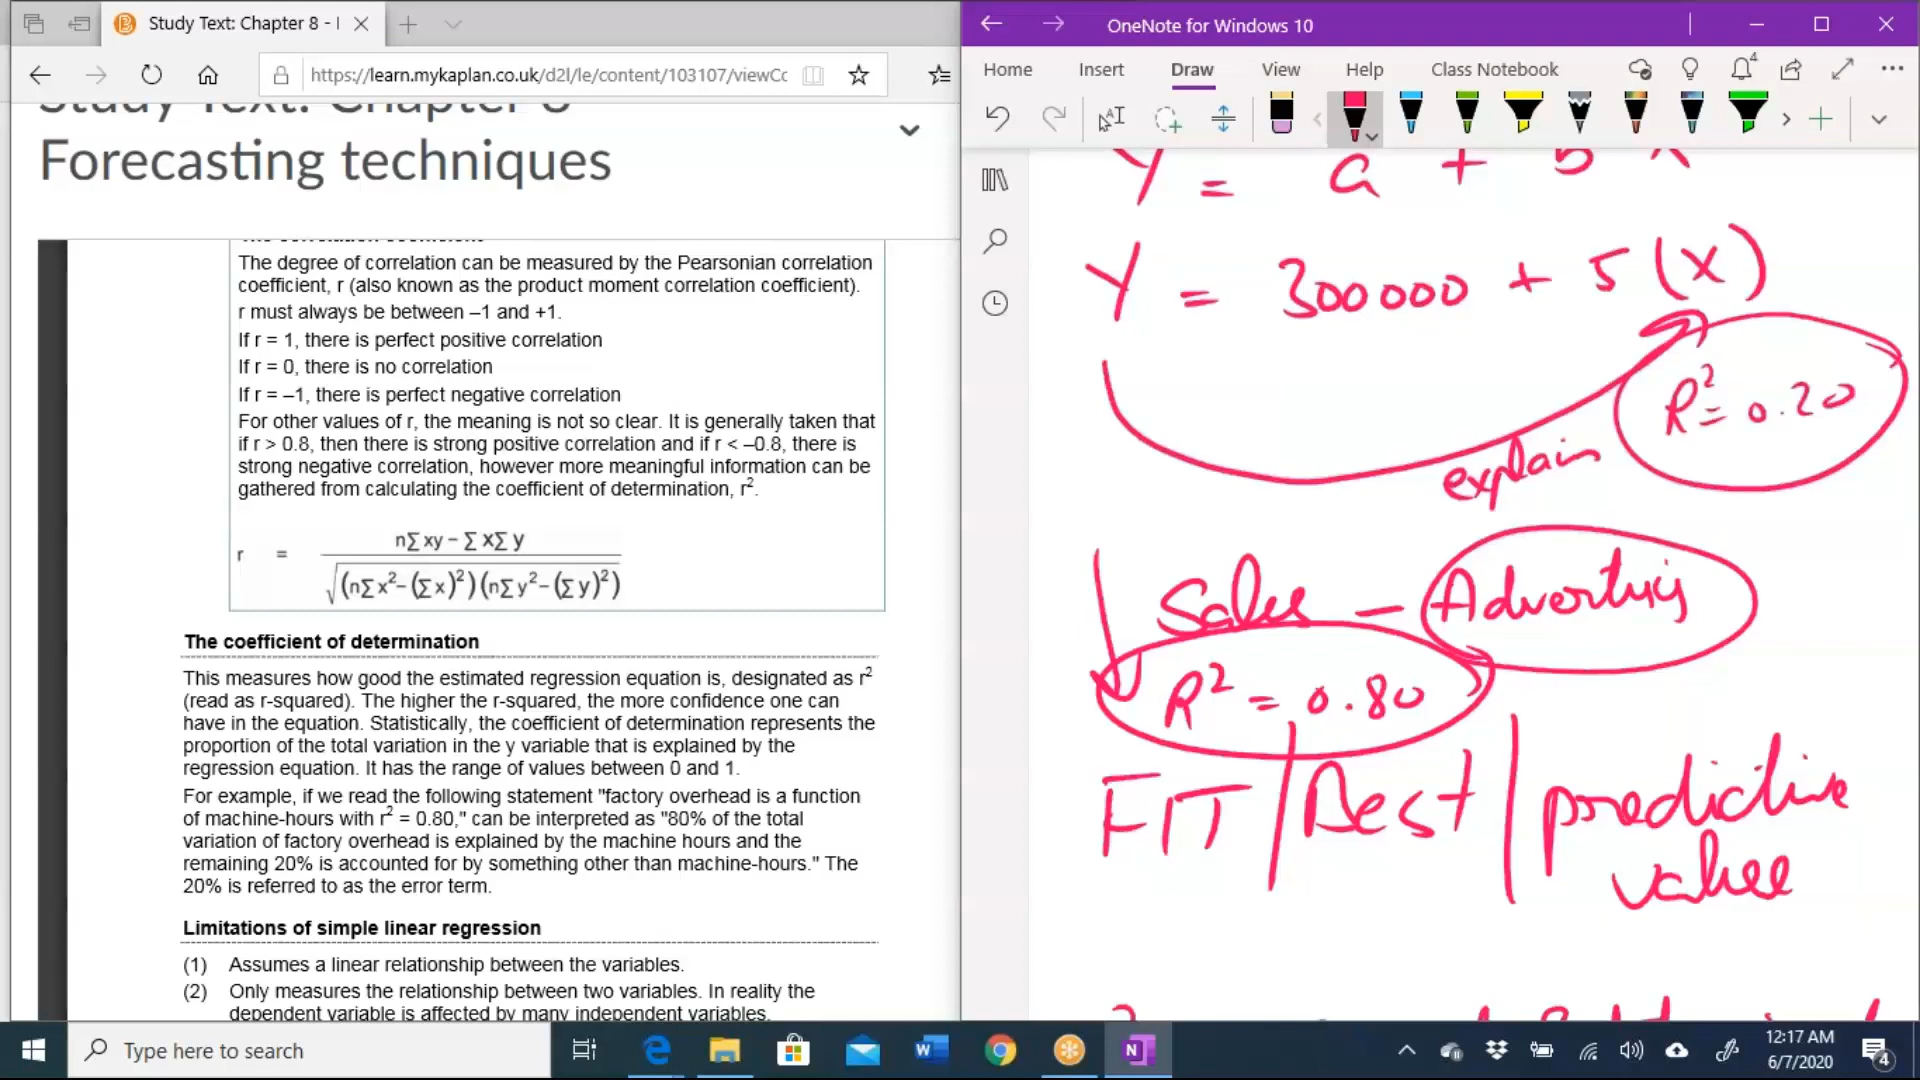 Study Text: Chapter 8 - I
https://learn.mykaplan.co.uk/d2l/le/content/103107/viewCc
Study Text: Chapter 8
Forecasting techniques
The degree of correlation can be measured by the Pearsonian correlation
coefficient, r (also known as the product moment correlation coefficient).
r must always be between –1 and +1.
If r = 1, there is perfect positive correlation
If r = 0, there is no correlation
If r = –1, there is perfect negative correlation
For other values of r, the meaning is not so clear. It is generally taken that
if r > 0.8, then there is strong positive correlation and if r < –0.8, there is
strong negative correlation, however more meaningful information can be
gathered from calculating the coefficient of determination, r².
r = n∑ xy – ∑ x∑ y
√(n∑ x² – (∑ x)²) (n∑ y² – (∑ y)²)
The coefficient of determination
This measures how good the estimated regression equation is, designated as r²
(read as r-squared). The higher the r-squared, the more confidence one can
have in the equation. Statistically, the coefficient of determination represents the
proportion of the total variation in the y variable that is explained by the
regression equation. It has the range of values between 0 and 1.
For example, if we read the following statement "factory overhead is a function
of machine-hours with r² = 0.80," can be interpreted as "80% of the total
variation of factory overhead is explained by the machine hours and the
remaining 20% is accounted for by something other than machine-hours." The
20% is referred to as the error term.
Limitations of simple linear regression
(1) Assumes a linear relationship between the variables.
(2) Only measures the relationship between two variables. In reality the
dependent variable is affected by many independent variables.
OneNote for Windows 10
Home Insert Draw View Help Class Notebook
4
Y = a + b x
Y = 300000 + 5 (x)
R² = 0.20
explain
Sales –
R² = 0.80
FIT / Best / predictive
value
Type here to search
12:17 AM
6/7/2020
4